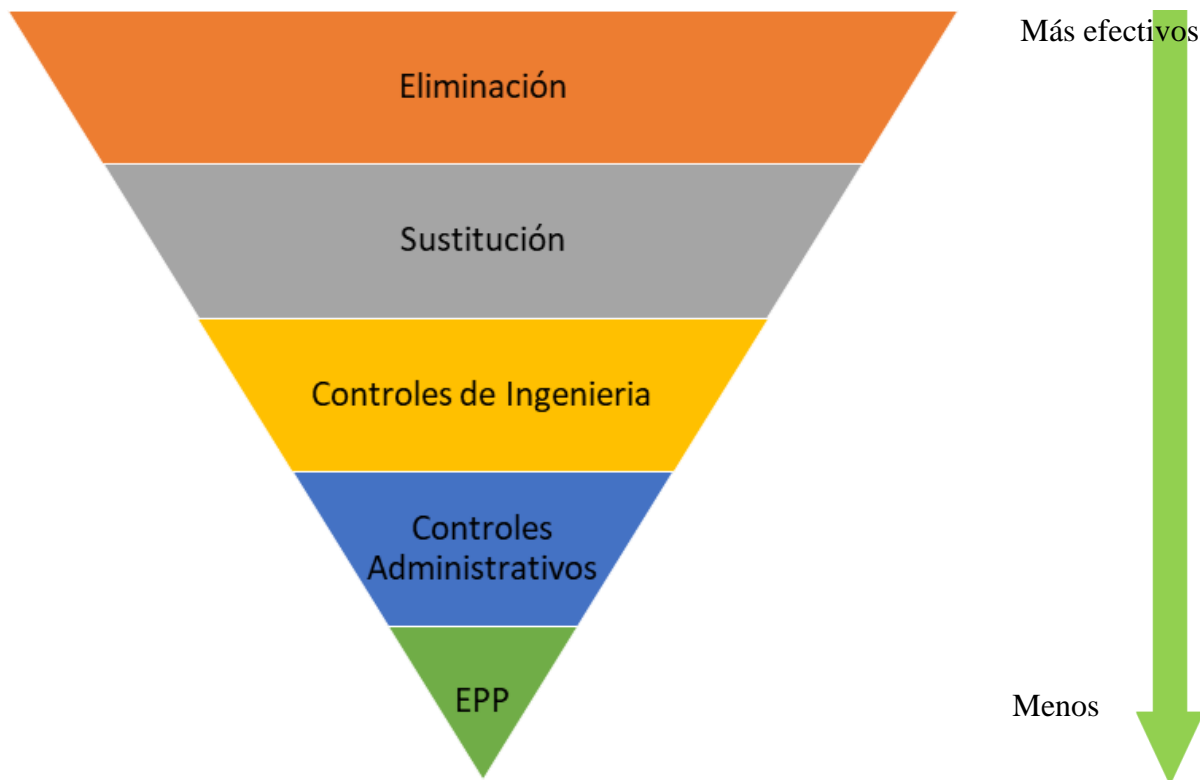 Más efectivos
Eliminación
Sustitución
Controles de Ingenieria
Controles
Administrativos
EPP
Menos